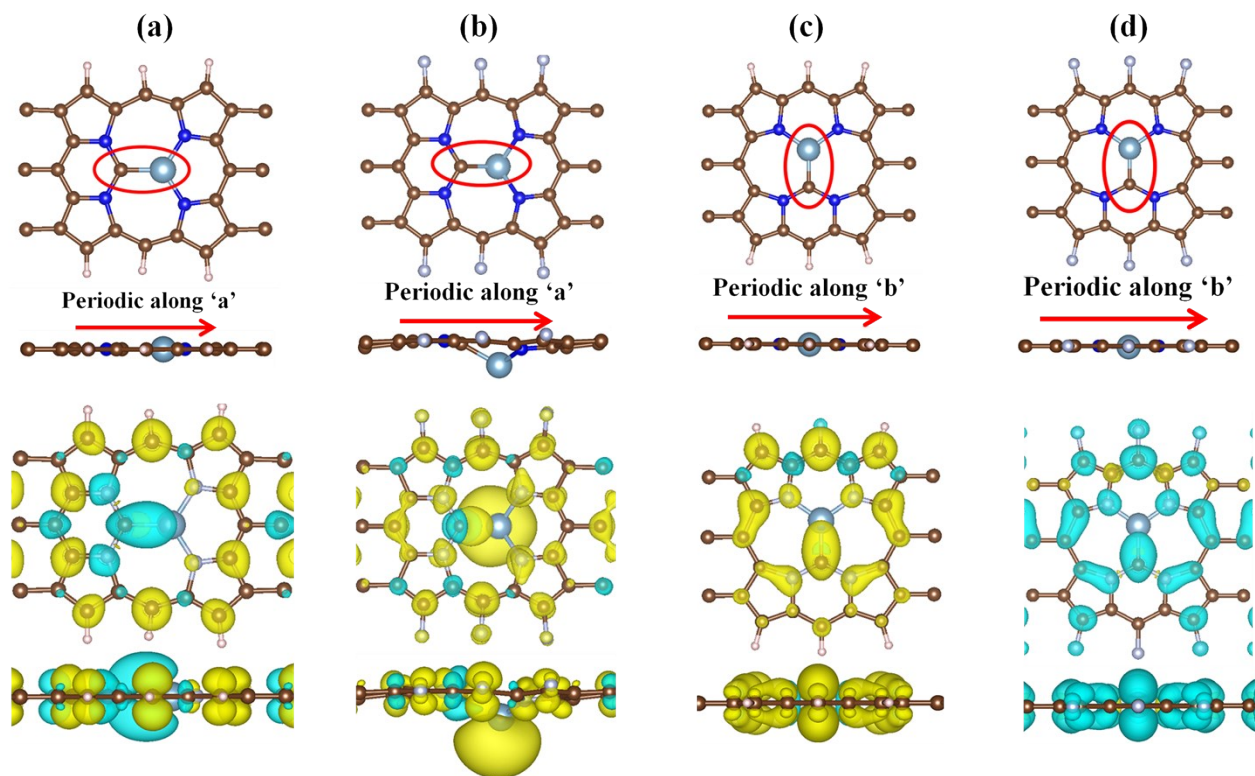 (a)
(b)
(c)
(d)
Periodic along ‘a’
Periodic along ‘a’
Periodic along ‘b’
Periodic along ‘b’